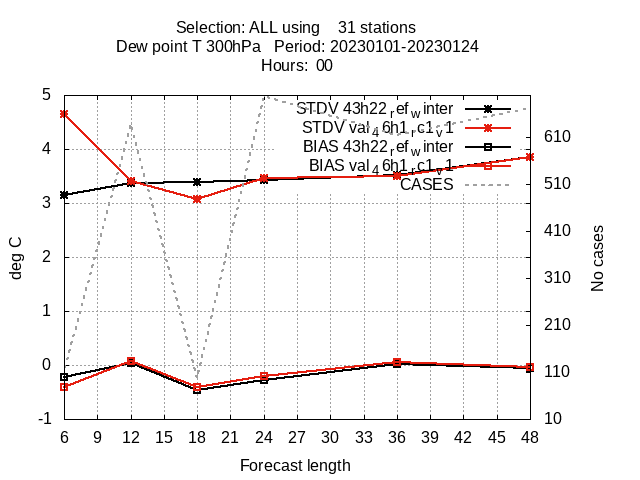 Selection: ALL using    31 stations
Dew point T 300hPa   Period: 20230101-20230124
Hours:  00
STDV 43h22_ref_winter
STDV val_46h1_rc1_v1
BIAS 43h22_ref_winter
BIAS val_46h1_rc1_v1
CASES
deg C
5
4
3
2
1
0
-1
No cases
610
510
410
310
210
110
10
6 9 12 15 18 21 24 27 30 33 36 39 42 45 48
Forecast length